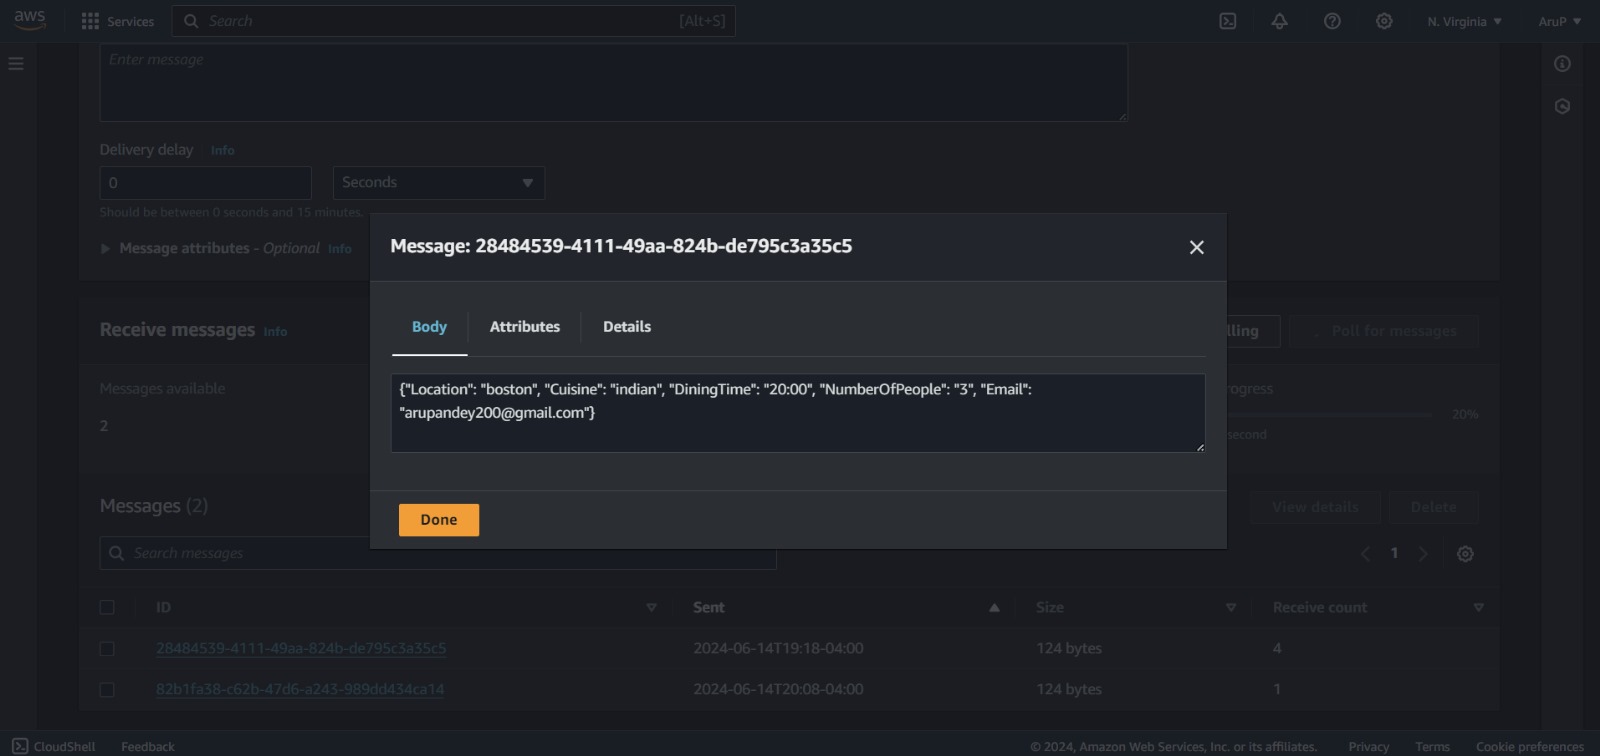 aws
Services
Search
[Alt+S]
N. Virginia
AruP
Enter message
Delivery delay
Info
0
Seconds
Should be between 0 seconds and 15 minutes.
Message attributes - Optional
Info
Message: 28484539-4111-49aa-824b-de795c3a35c5
Body
Attributes
Details
{"Location": "boston", "Cuisine": "indian", "DiningTime": "20:00", "NumberOfPeople": "3", "Email":
"arupandey200@gmail.com"}
Done
Receive messages
Info
lling
Poll for messages
Messages available
2
rogress
20%
second
Messages (2)
View details
Delete
Search messages
1
ID
Sent
Size
Receive count
28484539-4111-49aa-824b-de795c3a35c5
2024-06-14T19:18-04:00
124 bytes
4
82b1fa38-c62b-47d6-a243-989dd434ca14
2024-06-14T20:08-04:00
124 bytes
1
CloudShell
Feedback
© 2024, Amazon Web Services, Inc. or its affiliates.
Privacy
Terms
Cookie preferences